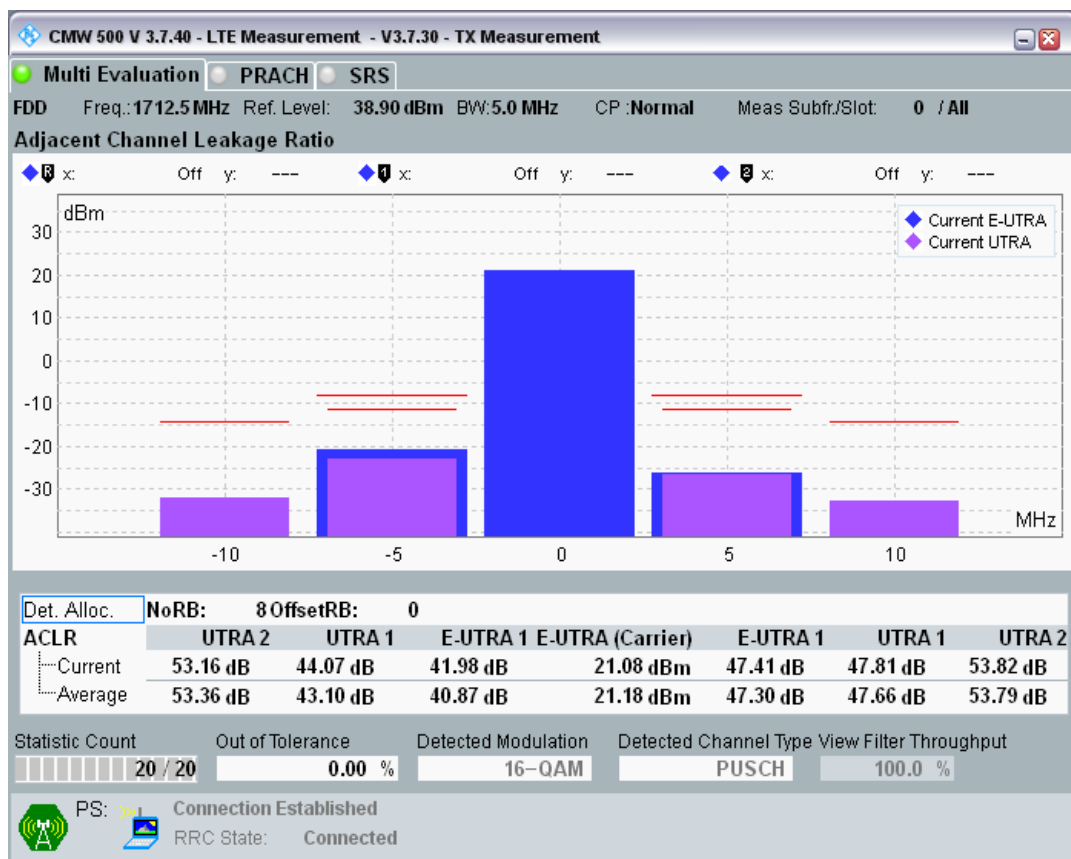 CMW 500 V 3.7.40 - LTE Measurement - V3.7.30 - TX Measurement
Multi Evaluation PRACH SRS
FDD Freq.:1712.5 MHz Ref. Level: 38.90 dBm BW:5.0 MHz CP :Normal Meas Subfr./Slot: 0 / All
Adjacent Channel Leakage Ratio
R x: Off y: --- 1 x: Off y: --- 2 x: Off y: ---
dBm
Current E-UTRA
Current UTRA
30
20
10
0
-10
-20
-30
MHz
-10 -5 0 5 10
Det. Alloc. NoRB: 8 OffsetRB: 0
ACLR UTRA 2 UTRA 1 E-UTRA 1 E-UTRA (Carrier) E-UTRA 1 UTRA 1 UTRA 2
Current 53.16 dB 44.07 dB 41.98 dB 21.08 dBm 47.41 dB 47.81 dB 53.82 dB
Average 53.36 dB 43.10 dB 40.87 dB 21.18 dBm 47.30 dB 47.66 dB 53.79 dB
Statistic Count Out of Tolerance Detected Modulation Detected Channel Type View Filter Throughput
20 / 20 0.00 % 16-QAM PUSCH 100.0 %
PS: Connection Established
RRC State: Connected